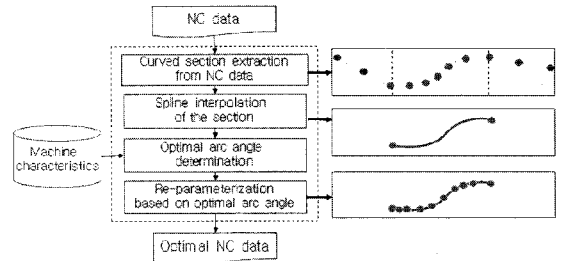 NC data
Curved section extraction
from NC data
Spline interpolation
of the section
Machine
characteristics
Optimal arc angle
determination
Re-parameterization
based on optimal arc angle
Optimal NC data